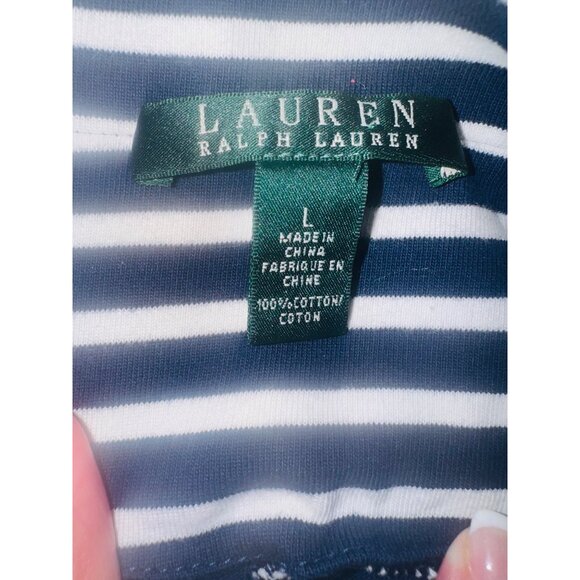 LAUREN
RALPH LAUREN
L
MADE IN
CHINA
FABRIQUE EN
CHINE
100%COTTON/
COTON